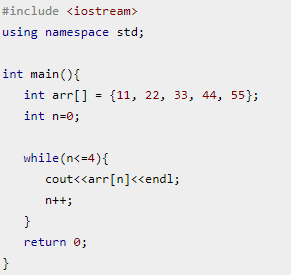 #include <iostream>
using namespace std;

int main(){
   int arr[] = {11, 22, 33, 44, 55};
   int n=0;

   while(n<=4){
      cout<<arr[n]<<endl;
      n++;
   }
   return 0;
}